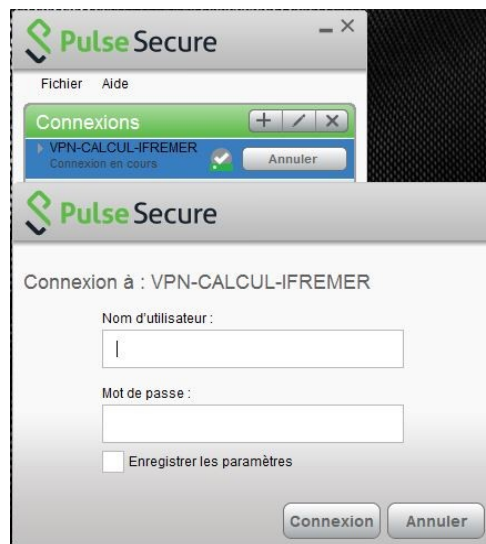 Pulse Secure
Fichier Aide
Connexions
VPN-CALCUL-IFREMER
Connexion en cours
Annuler
Pulse Secure
Connexion à : VPN-CALCUL-IFREMER
Nom d'utilisateur :
Mot de passe :
Enregistrer les paramètres
Connexion Annuler